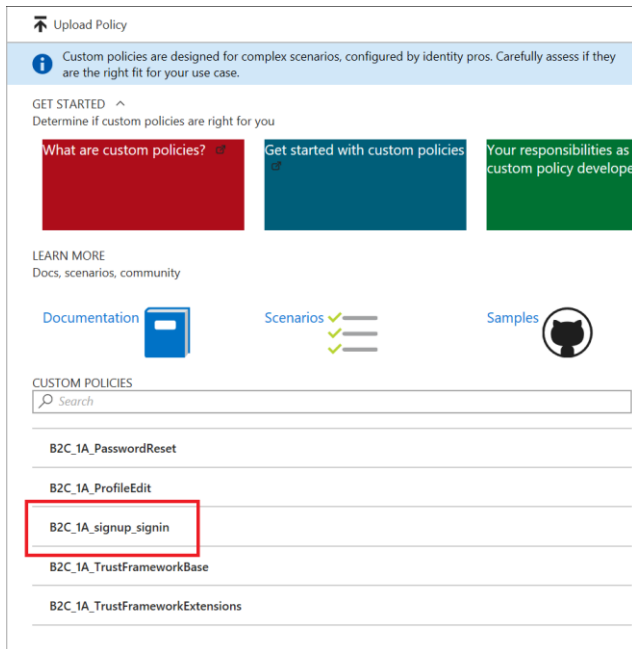 Upload Policy
Custom policies are designed for complex scenarios, configured by identity pros. Carefully assess if they
are the right fit for your use case.
GET STARTED
Determine if custom policies are right for you
What are custom policies?
Get started with custom policies
Your responsibilities as
custom policy develope
LEARN MORE
Docs, scenarios, community
Documentation
Scenarios
Samples
CUSTOM POLICIES
Search
B2C_1A_PasswordReset
B2C_1A_ProfileEdit
B2C_1A_signup_signin
B2C_1A_TrustFrameworkBase
B2C_1A_TrustFrameworkExtensions